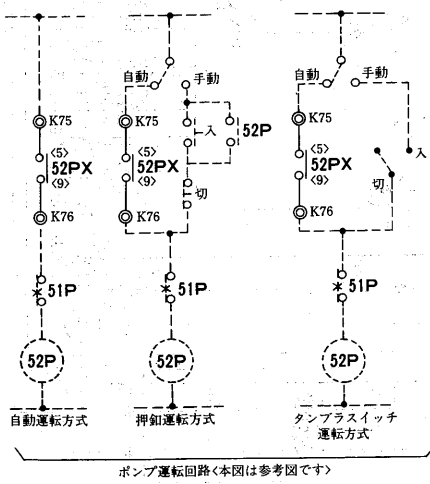 自動 手動 自動 手動
K75 K75 入 52P K75
<5> <5> <5> 入
52PX 52PX 52PX
<9> <9> 切 <9> 切
K76 K76 K76
51P 51P 51P
52P 52P 52P
自動運転方式 押釦運転方式 タンブラスイッチ
運転方式
ポンプ運転回路<本図は参考図です>